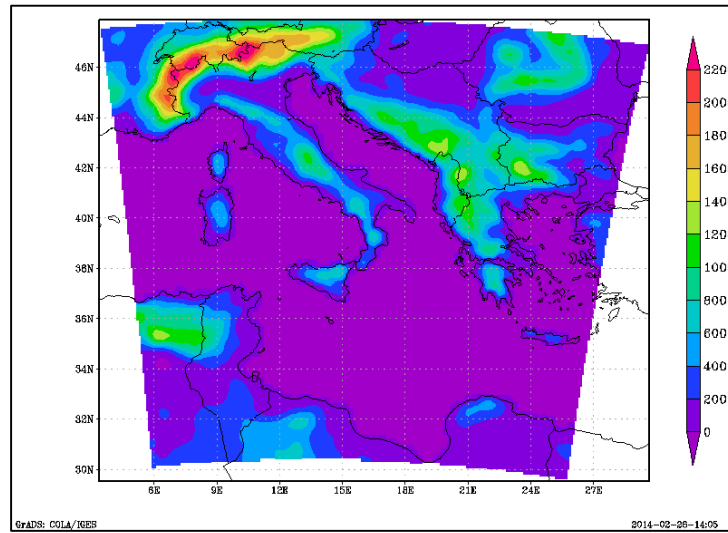 46N
44N
42N
40N
38N
36N
34N
32N
30N
6E
9E
12E
15E
18E
21E
24E
27E
220
200
180
160
140
120
100
800
600
400
200
0
GrADS: COLA/IGES
2014-02-26-14:05